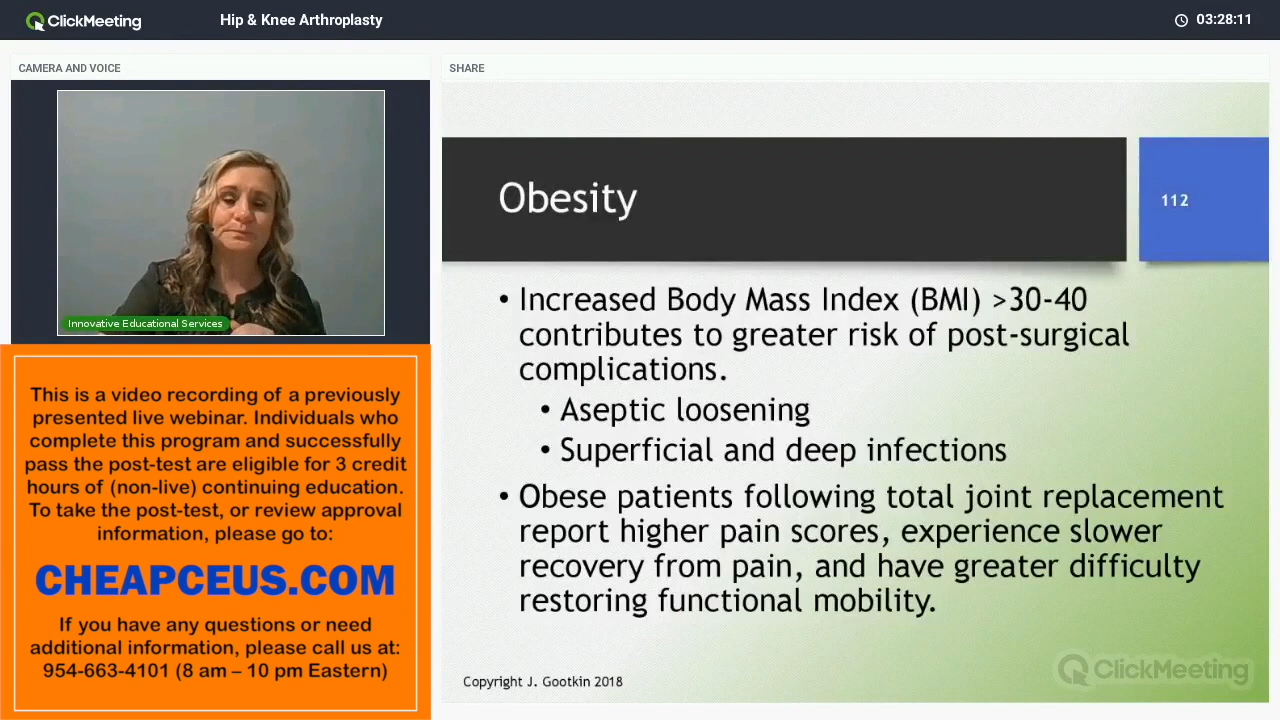 ClickMeeting
Hip & Knee Arthroplasty
03:28:11
CAMERA AND VOICE
SHARE
Innovative Educational Services
This is a video recording of a previously
presented live webinar. Individuals who
complete this program and successfully
pass the post-test are eligible for 3 credit
hours of (non-live) continuing education.
To take the post-test, or review approval
information, please go to:
CHEAPCEUS.COM
If you have any questions or need
additional information, please call us at:
954-663-4101 (8 am – 10 pm Eastern)
Obesity
112
• Increased Body Mass Index (BMI) >30-40
contributes to greater risk of post-surgical
complications.
• Aseptic loosening
• Superficial and deep infections
• Obese patients following total joint replacement
report higher pain scores, experience slower
recovery from pain, and have greater difficulty
restoring functional mobility.
Copyright J. Gootkin 2018
ClickMeeting